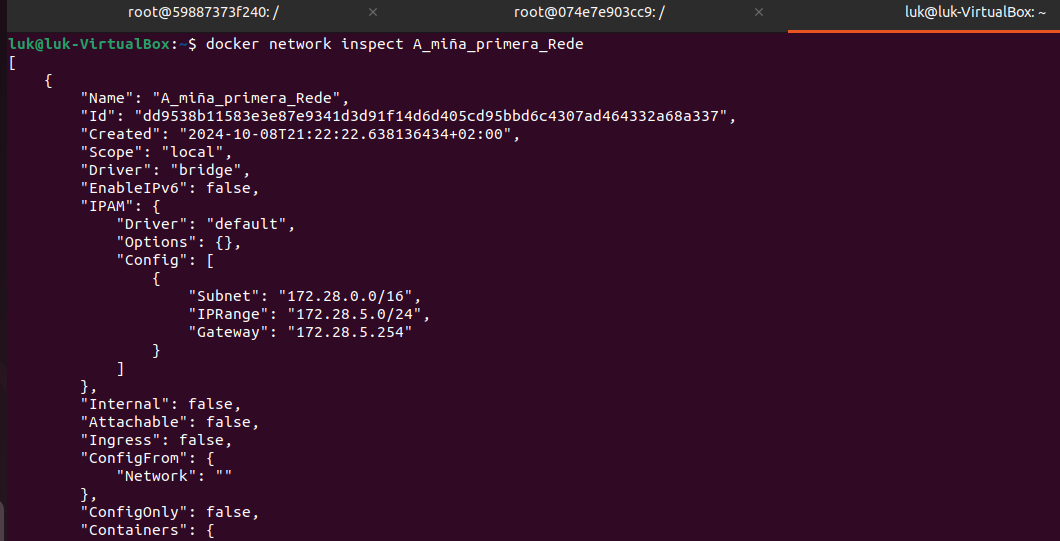 root@59887373f240: / × root@074e7e903cc9: / × luk@luk-VirtualBox: ~
luk@luk-VirtualBox:~$ docker network inspect A_miña_primera_Rede
[
    {
        "Name": "A_miña_primera_Rede",
        "Id": "dd9538b11583e3e87e9341d3d91f14d6d405cd95bbd6c4307ad464332a68a337",
        "Created": "2024-10-08T21:22:22.638136434+02:00",
        "Scope": "local",
        "Driver": "bridge",
        "EnableIPv6": false,
        "IPAM": {
            "Driver": "default",
            "Options": {},
            "Config": [
                {
                    "Subnet": "172.28.0.0/16",
                    "IPRange": "172.28.5.0/24",
                    "Gateway": "172.28.5.254"
                }
            ]
        },
        "Internal": false,
        "Attachable": false,
        "Ingress": false,
        "ConfigFrom": {
            "Network": ""
        },
        "ConfigOnly": false,
        "Containers": {